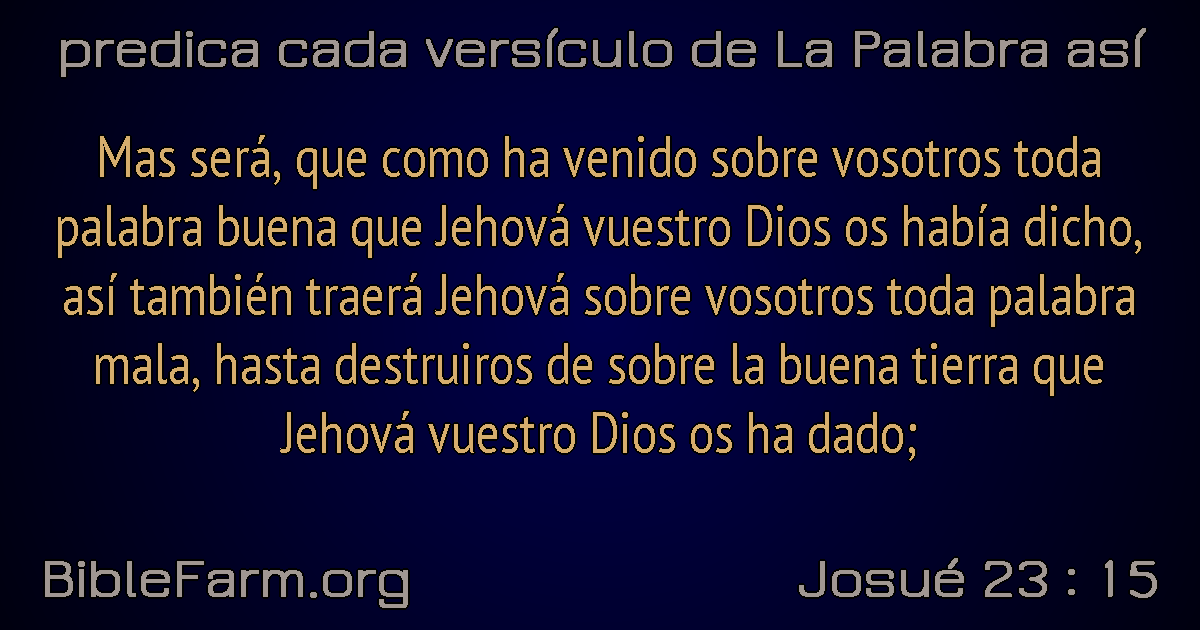 predica cada versículo de La Palabra así
Mas será, que como ha venido sobre vosotros toda
palabra buena que Jehová vuestro Dios os había dicho,
así también traerá Jehová sobre vosotros toda palabra
mala, hasta destruiros de sobre la buena tierra que
Jehová vuestro Dios os ha dado;
BibleFarm.org
Josué 23 : 15